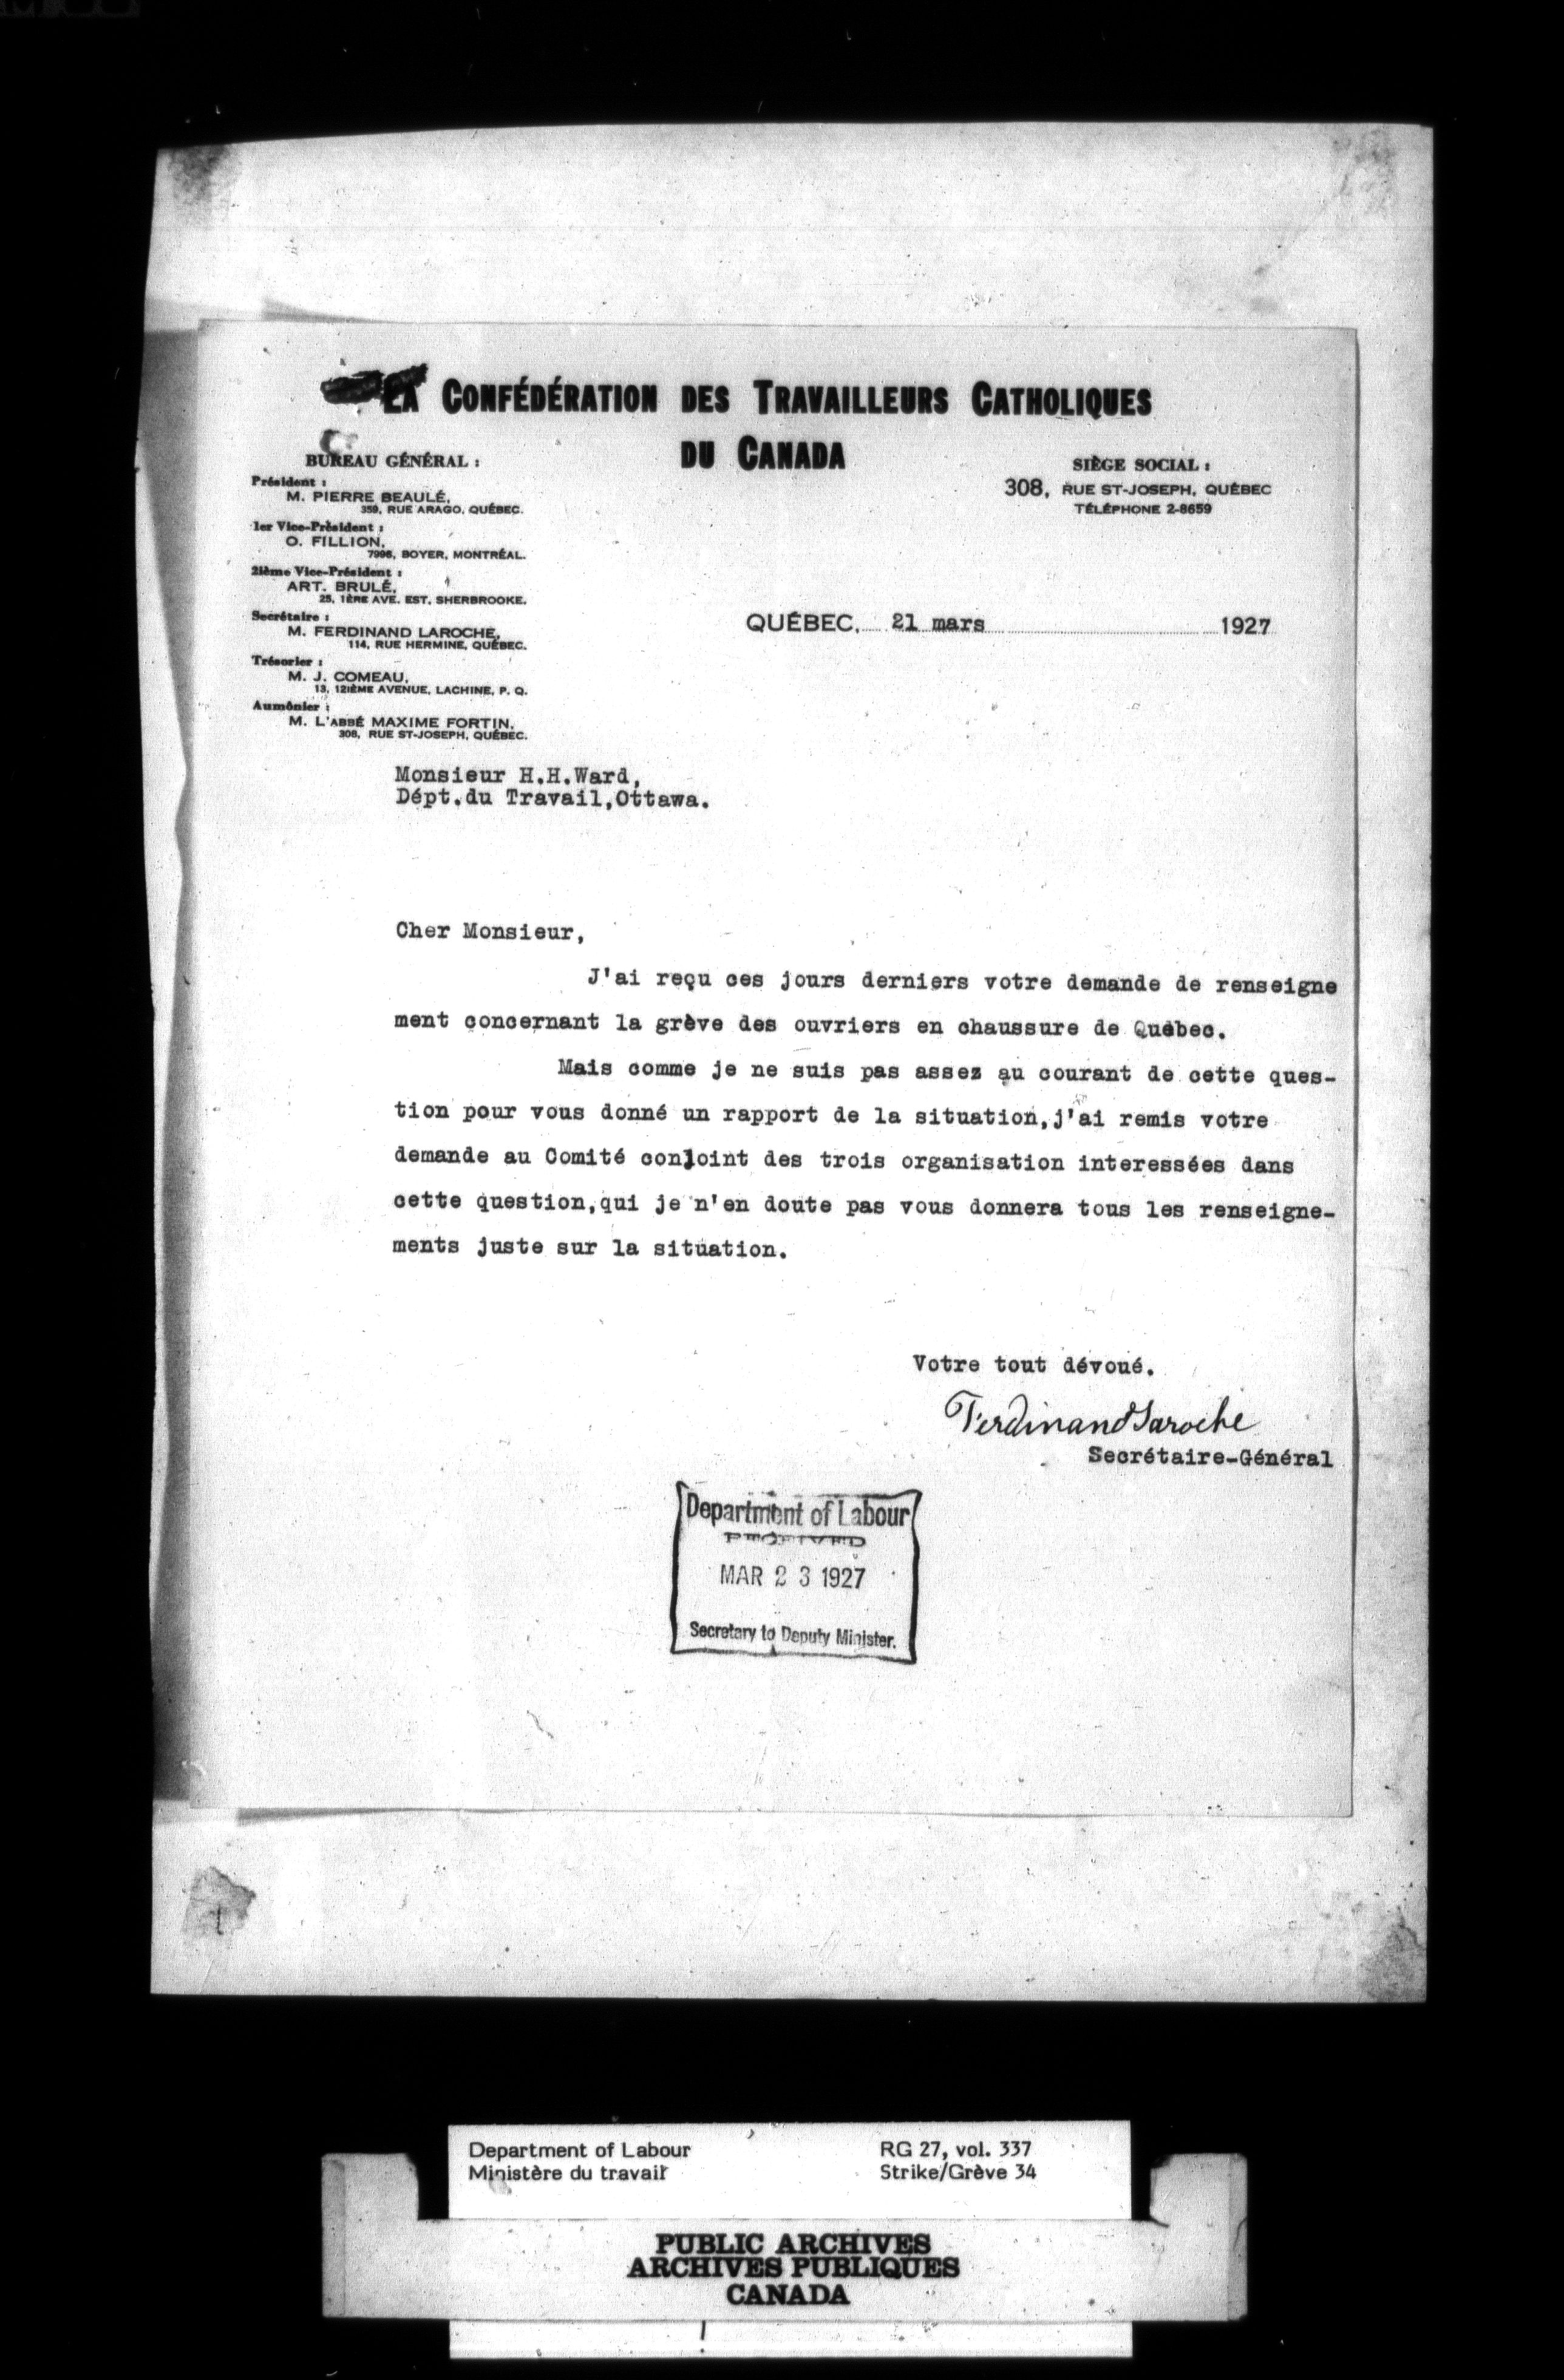 LA CONFÉDÉRATION DES TRAVAILLEURS CATHOLIQUES
DU CANADA
BUREAU GÉNÉRAL :
Président :
M. PIERRE BEAULÉ,
359, RUE ARAGO, QUÉBEC.
1er Vice-Président :
O. FILLION,
7996, BOYER, MONTRÉAL.
2ième Vice-Président :
ART. BRULÉ,
25, 1ÈRE AVE. EST, SHERBROOKE.
Secrétaire :
M. FERDINAND LAROCHE,
114, RUE HERMINE, QUÉBEC.
Trésorier :
M. J. COMEAU,
13, 12IÈME AVENUE, LACHINE, P. Q.
Aumônier :
M. L'ABBÉ MAXIME FORTIN,
308, RUE ST-JOSEPH, QUÉBEC.
SIÈGE SOCIAL :
308, RUE ST-JOSEPH, QUÉBEC
TÉLÉPHONE 2-8659
QUÉBEC, 21 mars 1927
Monsieur H.H.Ward,
Dépt.du Travail,Ottawa.
Cher Monsieur,
J'ai reçu ces jours derniers votre demande de renseigne
ment concernant la grève des ouvriers en chaussure de Québec.
Mais comme je ne suis pas assez au courant de cette ques-
tion pour vous donné un rapport de la situation,j'ai remis votre
demande au Comité conjoint des trois organisation interessées dans
cette question,qui je n'en doute pas vous donnera tous les renseigne-
ments juste sur la situation.
Votre tout dévoué.
Ferdinand Laroche
Secrétaire-Général
Department of Labour
RECEIVED
MAR 23 1927
Secretary to Deputy Minister.
Department of Labour
Ministère du travail
RG 27, vol. 337
Strike/Grève 34
PUBLIC ARCHIVES
ARCHIVES PUBLIQUES
CANADA